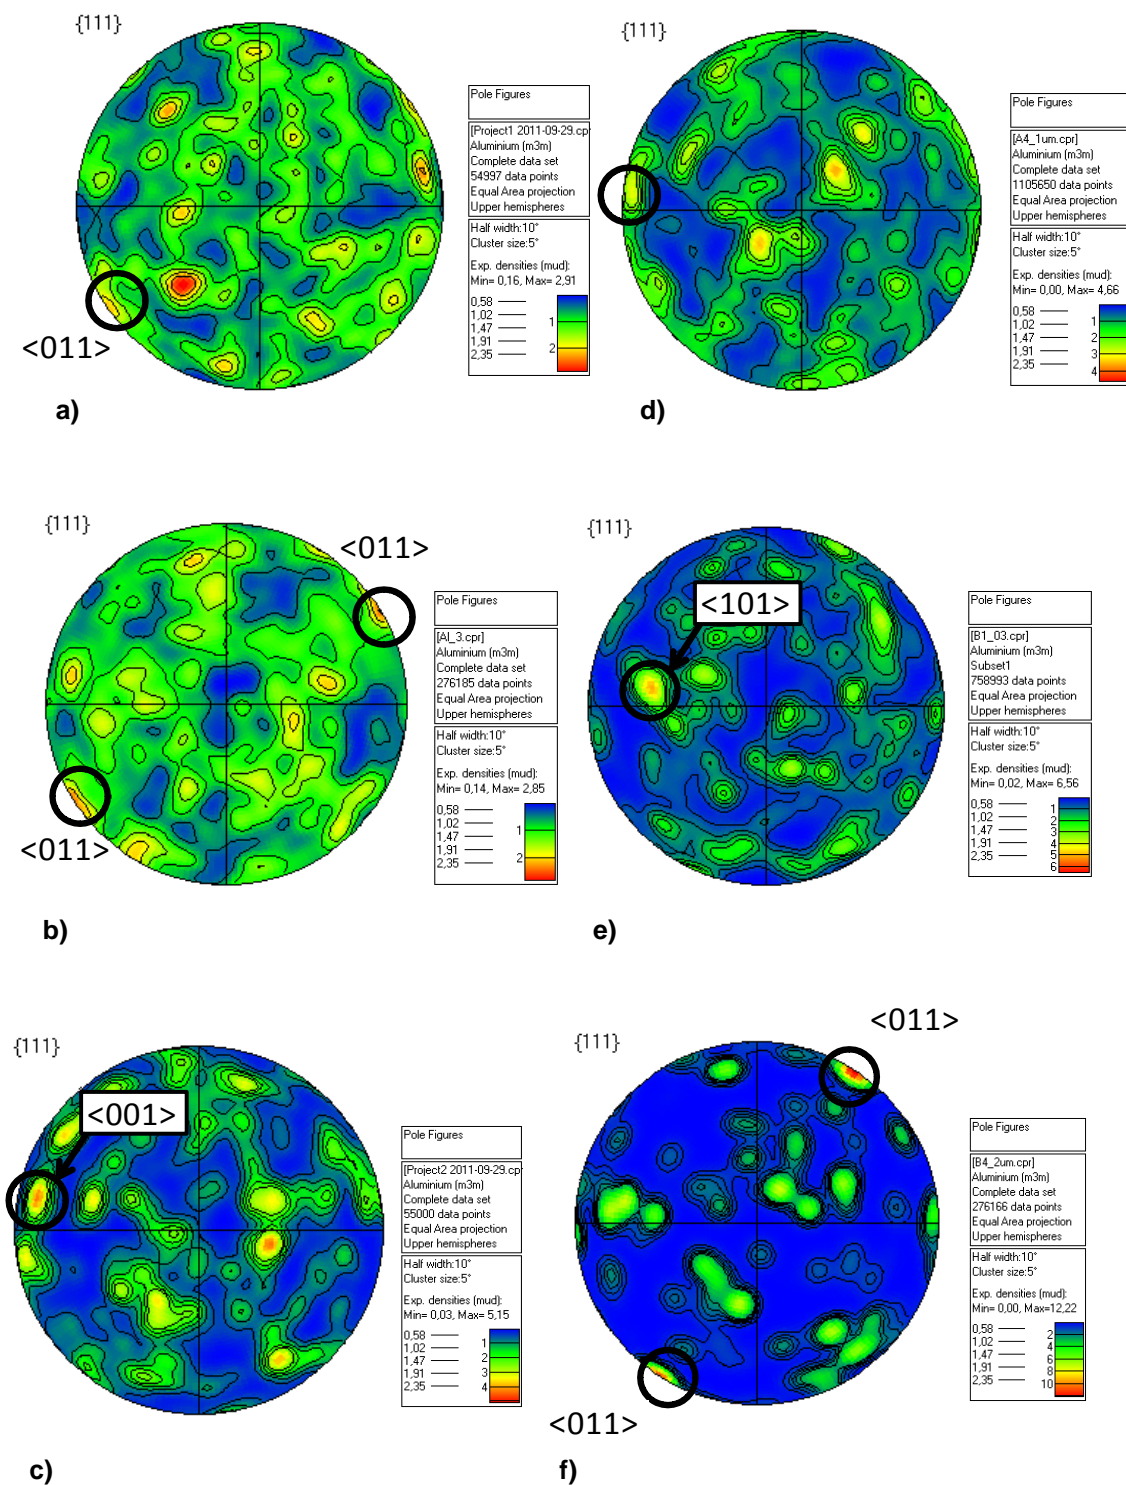 {111}
Pole Figures
[Project1 2011-09-29.cpr
Aluminium (m3m)
Complete data set
54997 data points
Equal Area projection
Upper hemispheres
Half width:10°
Cluster size:5°
Exp. densities (mud):
Min= 0,16, Max= 2,91
0,58
1,02
1,47
1,91
2,35
1
2
<011>
a)
{111}
Pole Figures
[A4_1um.cpr]
Aluminium (m3m)
Complete data set
1105650 data points
Equal Area projection
Upper hemispheres
Half width:10°
Cluster size:5°
Exp. densities (mud):
Min= 0,00, Max= 4,66
0,58
1,02
1,47
1,91
2,35
1
2
3
4
d)
{111}
<011>
Pole Figures
[Al_3.cpr]
Aluminium (m3m)
Complete data set
276185 data points
Equal Area projection
Upper hemispheres
Half width:10°
Cluster size:5°
Exp. densities (mud):
Min= 0,14, Max= 2,85
0,58
1,02
1,47
1,91
2,35
1
2
<011>
b)
{111}
<101>
Pole Figures
[B1_03.cpr]
Aluminium (m3m)
Subset1
758993 data points
Equal Area projection
Upper hemispheres
Half width:10°
Cluster size:5°
Exp. densities (mud):
Min= 0,02, Max= 6,56
0,58
1,02
1,47
1,91
2,35
1
2
3
4
5
6
e)
{111}
<001>
Pole Figures
[Project2 2011-09-29.cpr
Aluminium (m3m)
Complete data set
55000 data points
Equal Area projection
Upper hemispheres
Half width:10°
Cluster size:5°
Exp. densities (mud):
Min= 0,03, Max= 5,15
0,58
1,02
1,47
1,91
2,35
1
2
3
4
c)
<011>
{111}
Pole Figures
[B4_2um.cpr]
Aluminium (m3m)
Complete data set
276166 data points
Equal Area projection
Upper hemispheres
Half width:10°
Cluster size:5°
Exp. densities (mud):
Min= 0,00, Max=12,22
0,58
1,02
1,47
1,91
2,35
2
4
6
8
10
<011>
f)